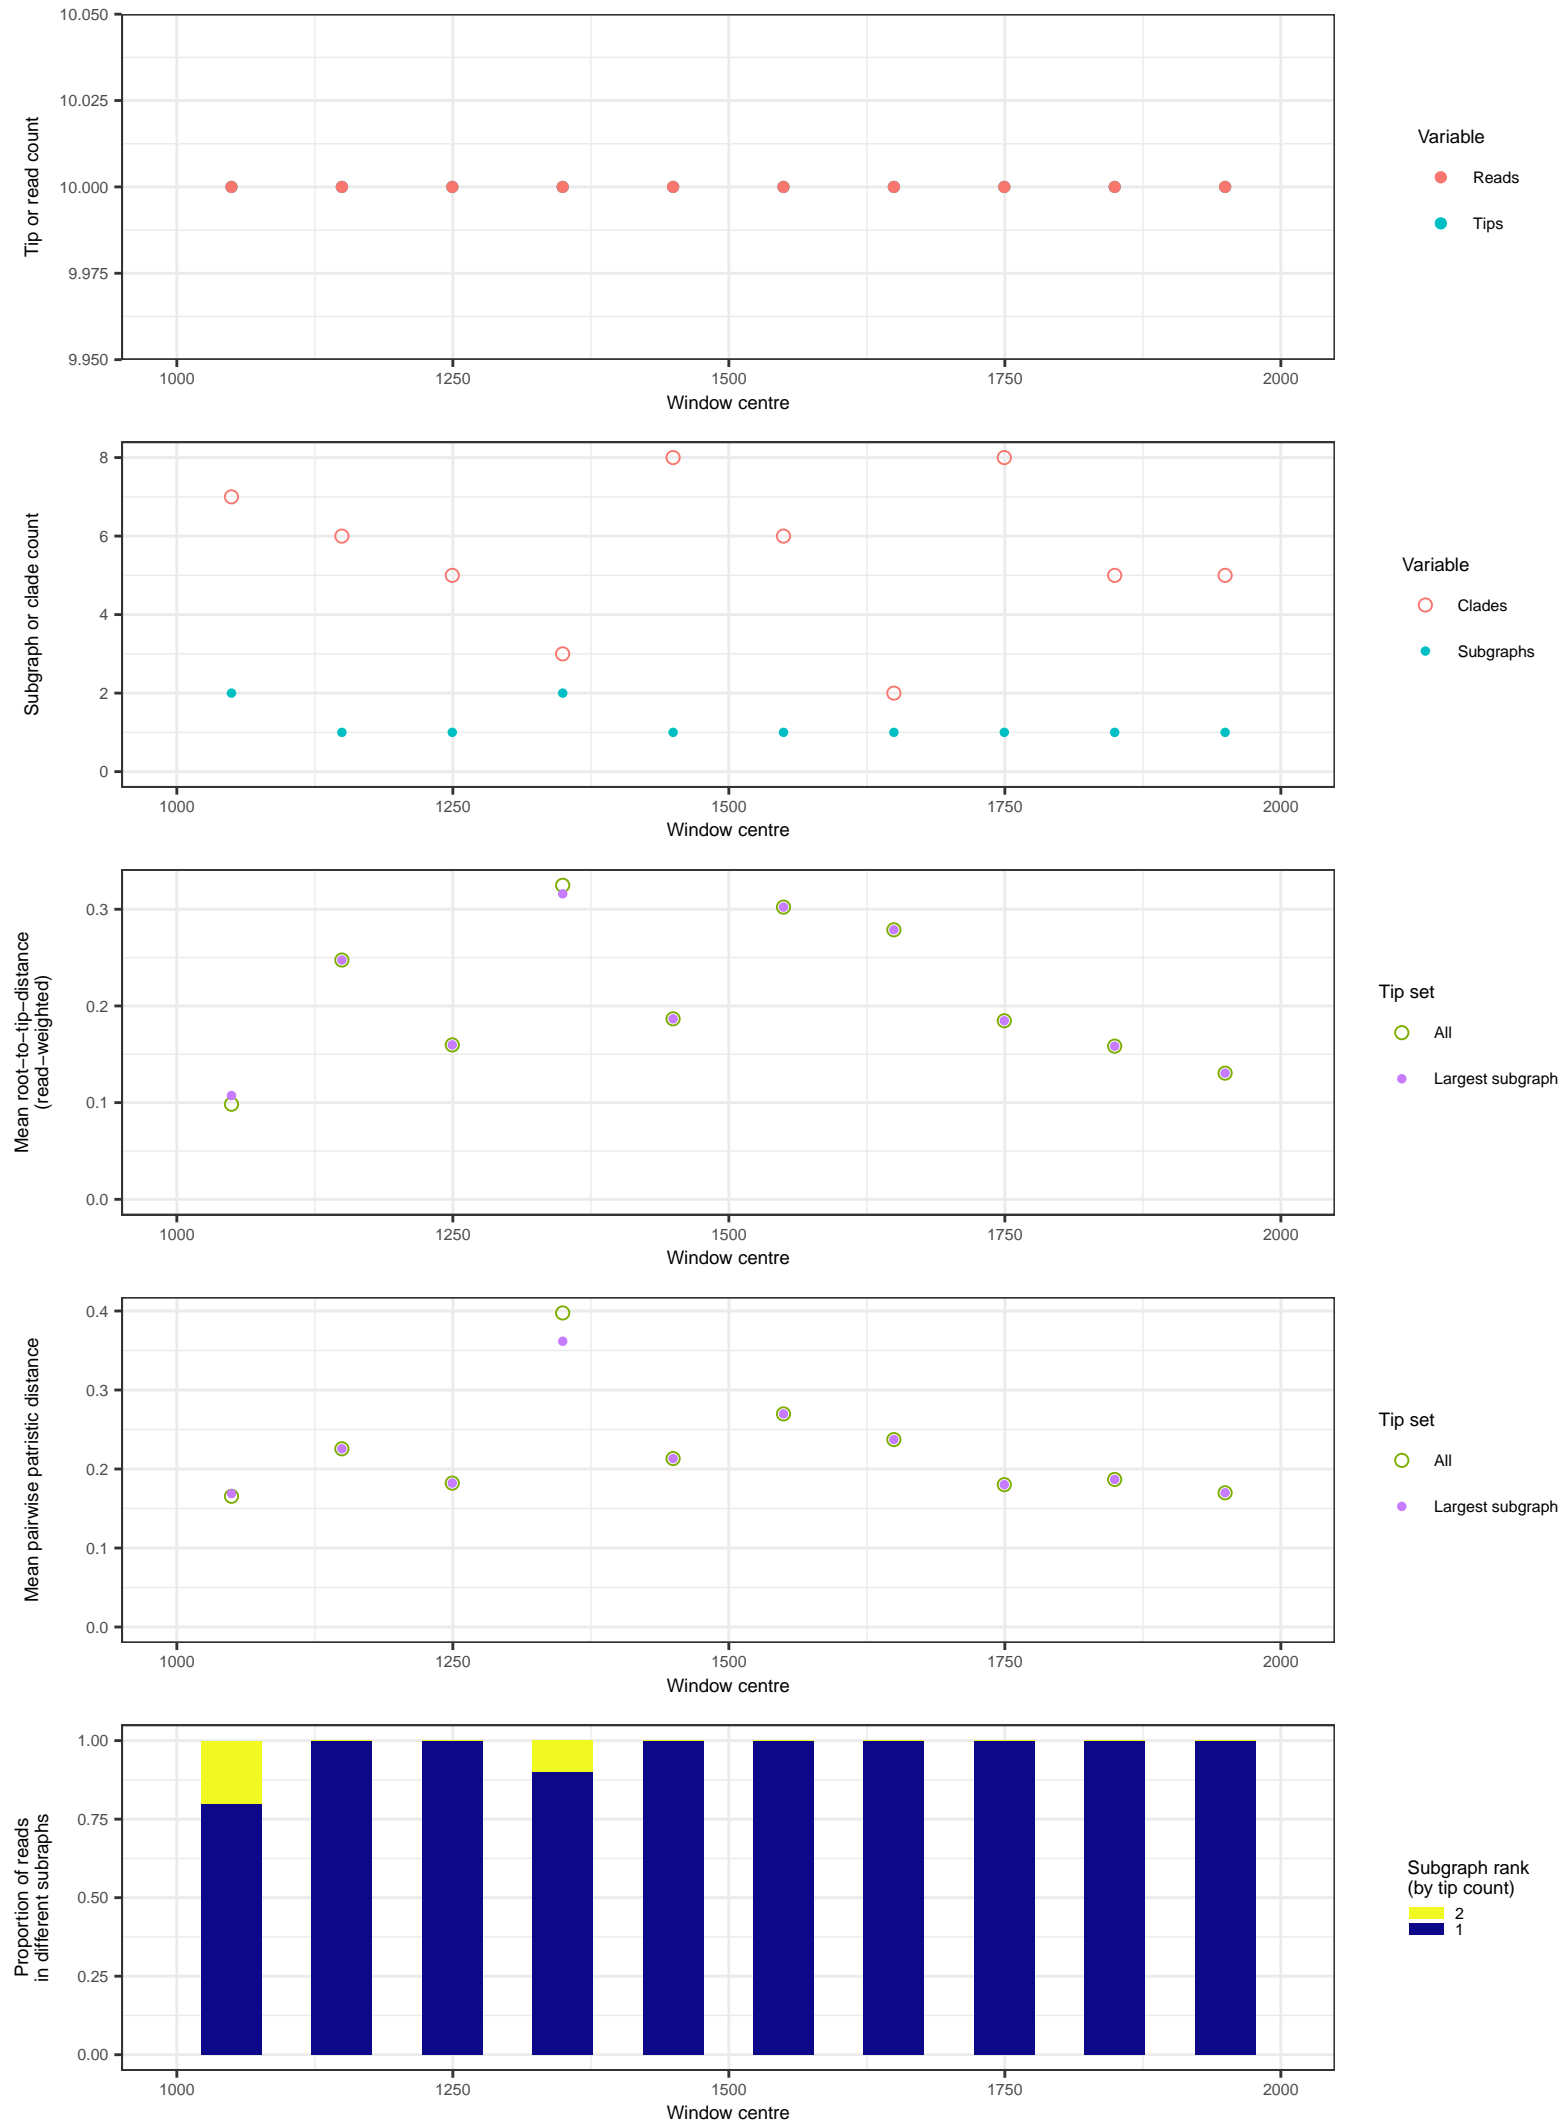 10.050
10.025
10.000
9.975
9.950
Tip or read count
1000 1250 1500 1750 2000
Window centre
Variable
Reads
Tips
8
6
4
2
0
Subgraph or clade count
1000 1250 1500 1750 2000
Window centre
Variable
Clades
Subgraphs
0.3
0.2
0.1
0.0
Mean root−to−tip−distance
(read−weighted)
1000 1250 1500 1750 2000
Window centre
Tip set
All
Largest subgraph
0.4
0.3
0.2
0.1
0.0
Mean pairwise patristic distance
1000 1250 1500 1750 2000
Window centre
Tip set
All
Largest subgraph
1.00
0.75
0.50
0.25
0.00
Proportion of reads
in different subraphs
1000 1250 1500 1750 2000
Window centre
Subgraph rank
(by tip count)
2
1